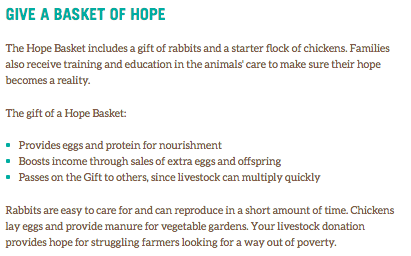 GIVE A BASKET OF HOPE
The Hope Basket includes a gift of rabbits and a starter flock of chickens. Families
also receive training and education in the animals' care to make sure their hope
becomes a reality.
The gift of a Hope Basket:
• Provides eggs and protein for nourishment
• Boosts income through sales of extra eggs and offspring
• Passes on the Gift to others, since livestock can multiply quickly
Rabbits are easy to care for and can reproduce in a short amount of time. Chickens
lay eggs and provide manure for vegetable gardens. Your livestock donation
provides hope for struggling farmers looking for a way out of poverty.